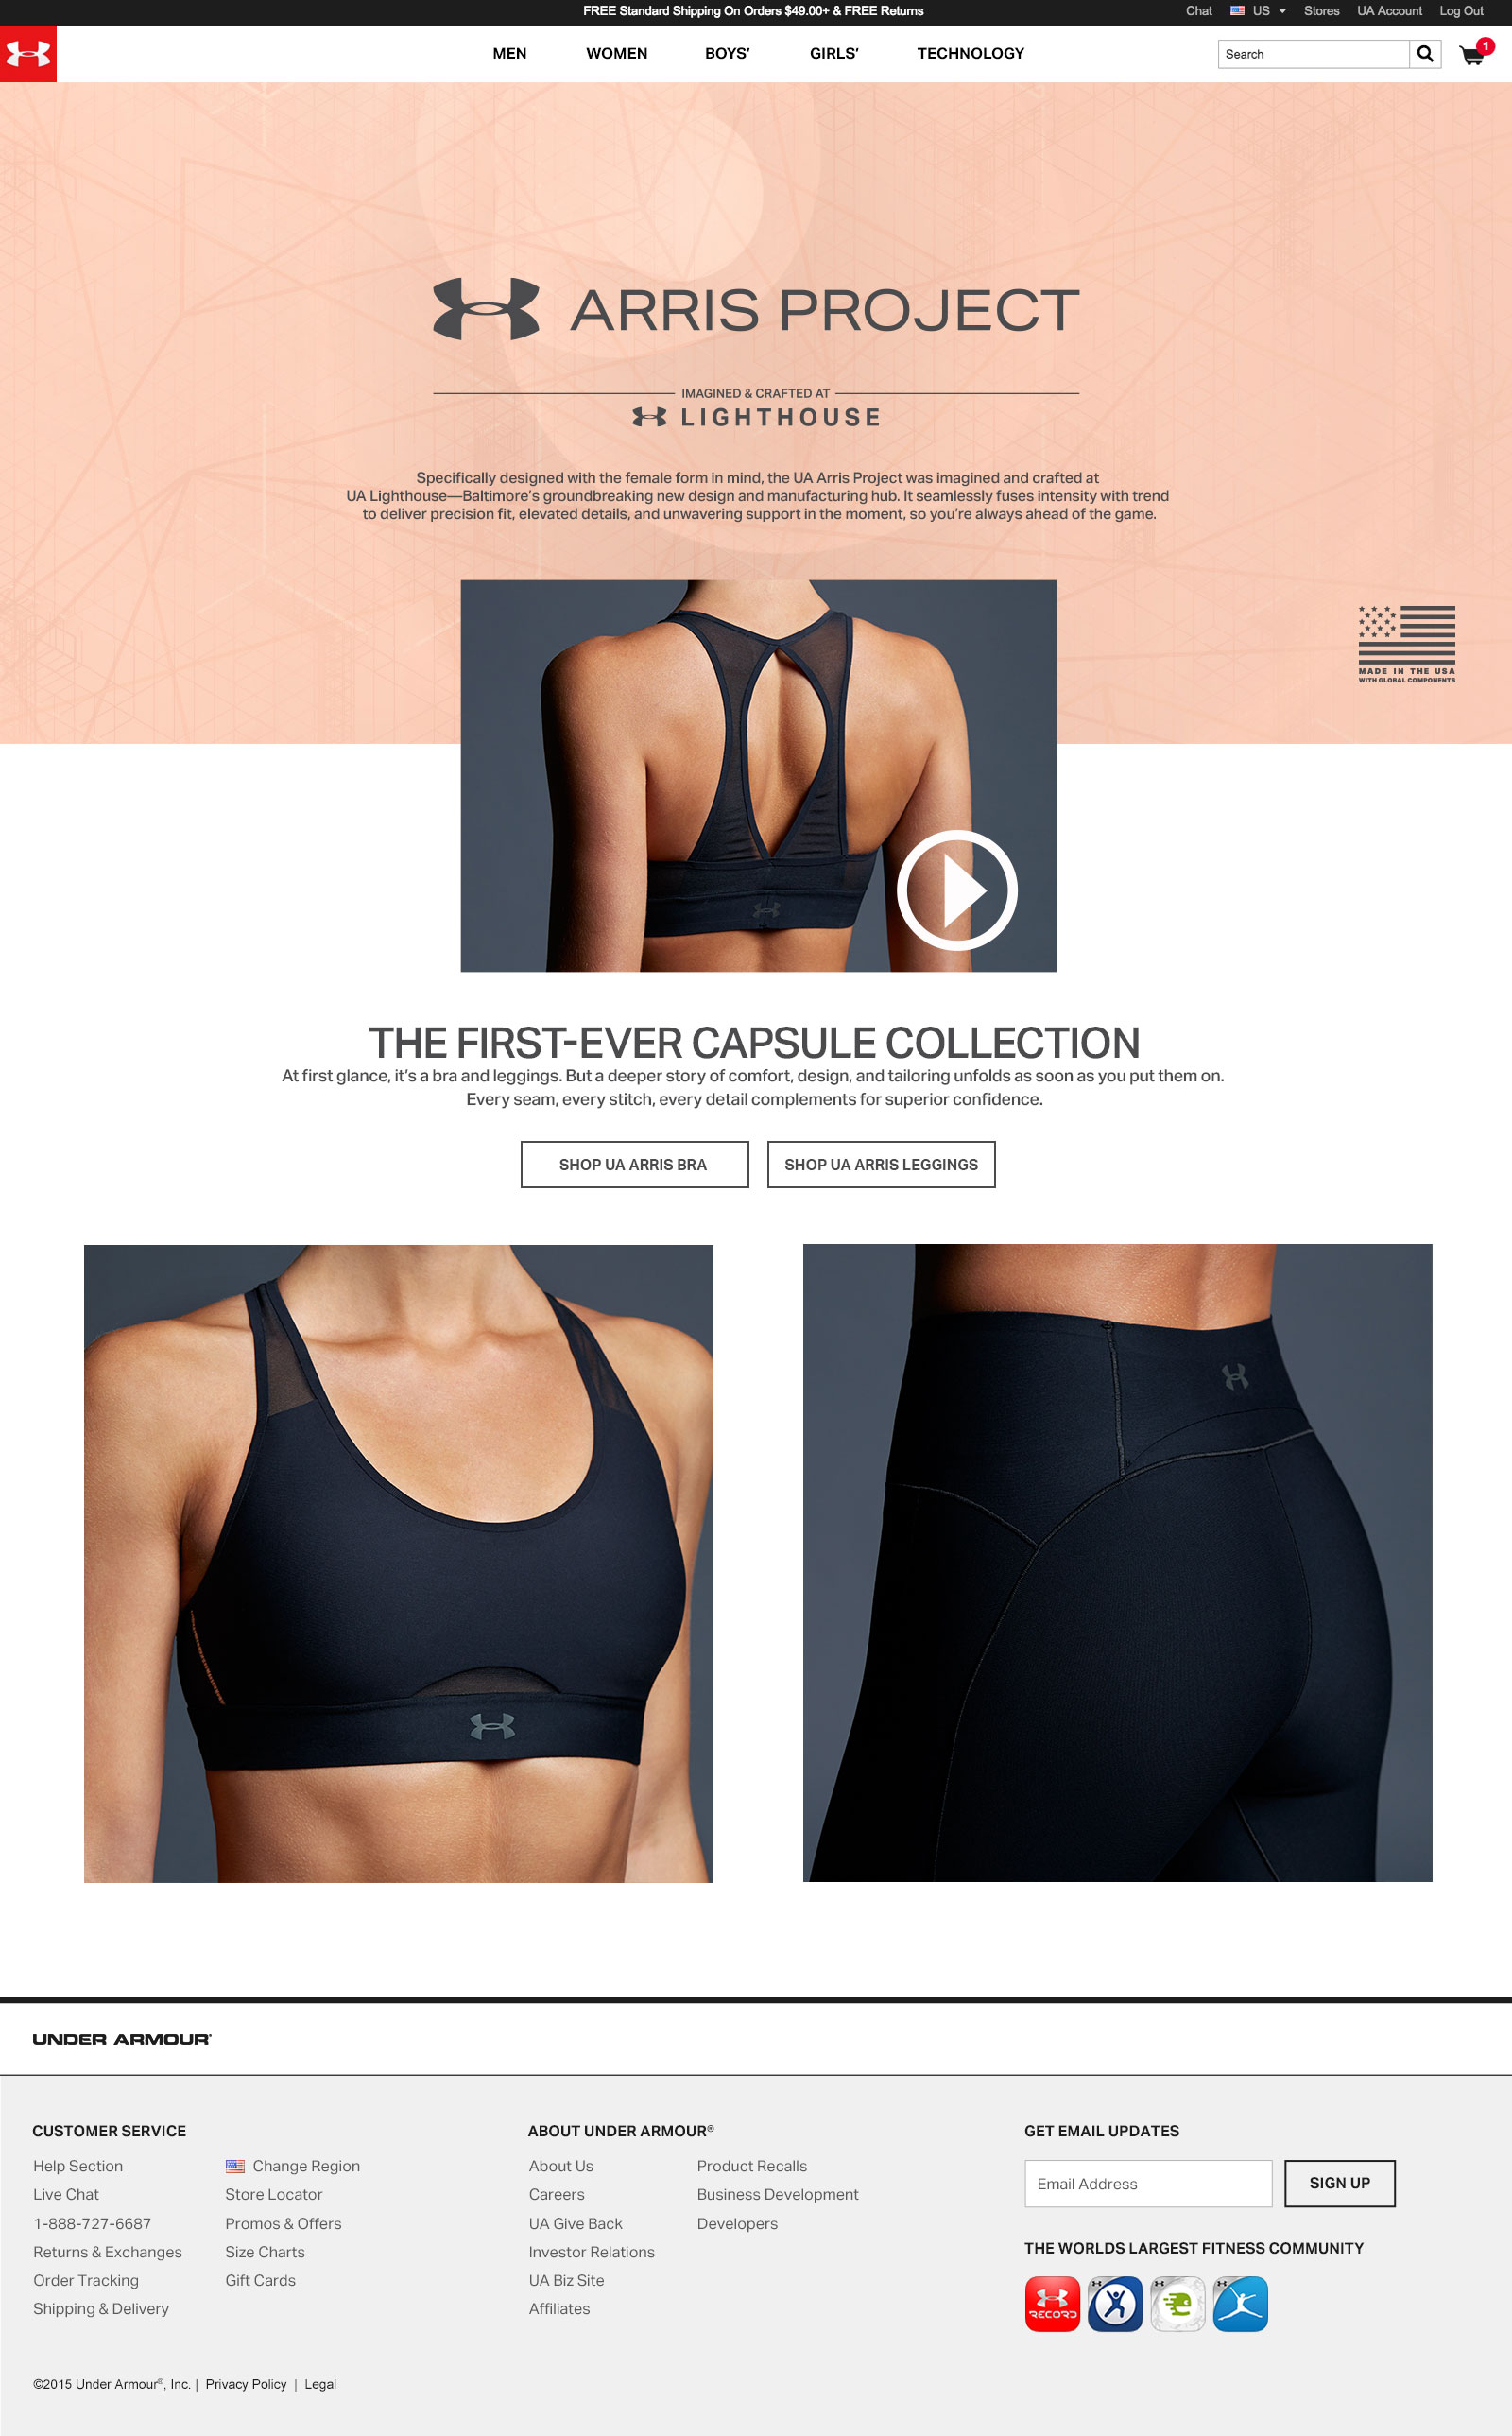 FREE Standard Shipping On Orders $49.00+ & FREE Returns
Chat US Stores UA Account Log Out
MEN WOMEN BOYS’ GIRLS’ TECHNOLOGY
Search
1
ARRIS PROJECT
IMAGINED & CRAFTED AT
LIGHTHOUSE
Specifically designed with the female form in mind, the UA Arris Project was imagined and crafted at
UA Lighthouse—Baltimore’s groundbreaking new design and manufacturing hub. It seamlessly fuses intensity with trend
to deliver precision fit, elevated details, and unwavering support in the moment, so you’re always ahead of the game.
MADE IN THE USA
WITH GLOBAL COMPONENTS
THE FIRST-EVER CAPSULE COLLECTION
At first glance, it’s a bra and leggings. But a deeper story of comfort, design, and tailoring unfolds as soon as you put them on.
Every seam, every stitch, every detail complements for superior confidence.
SHOP UA ARRIS BRA
SHOP UA ARRIS LEGGINGS
UNDER ARMOUR
CUSTOMER SERVICE
Help Section
Live Chat
1-888-727-6687
Returns & Exchanges
Order Tracking
Shipping & Delivery
Change Region
Store Locator
Promos & Offers
Size Charts
Gift Cards
ABOUT UNDER ARMOUR®
About Us
Careers
UA Give Back
Investor Relations
UA Biz Site
Affiliates
Product Recalls
Business Development
Developers
GET EMAIL UPDATES
Email Address
SIGN UP
THE WORLDS LARGEST FITNESS COMMUNITY
RECORD
©2015 Under Armour®, Inc. | Privacy Policy | Legal